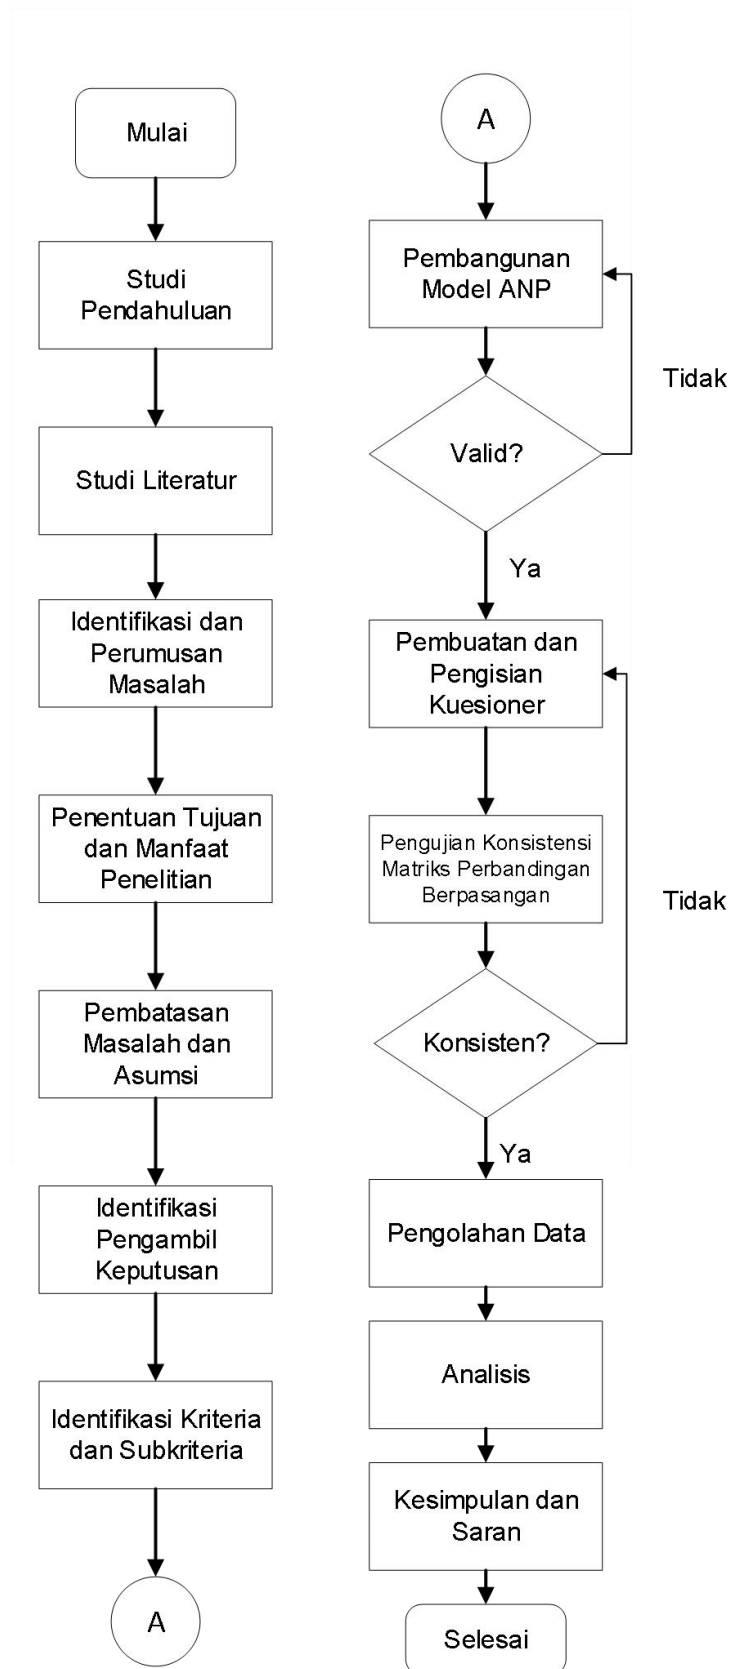 Mulai
Studi
Pendahuluan
Studi Literatur
Identifikasi dan
Perumusan
Masalah
Penentuan Tujuan
dan Manfaat
Penelitian
Pembatasan
Masalah dan
Asumsi
Identifikasi
Pengambil
Keputusan
Identifikasi Kriteria
dan Subkriteria
A
A
Pembangunan
Model ANP
Tidak
Valid?
Ya
Pembuatan dan
Pengisian
Kuesioner
Pengujian Konsistensi
Matriks Perbandingan
Berpasangan
Tidak
Konsisten?
Ya
Pengolahan Data
Analisis
Kesimpulan dan
Saran
Selesai